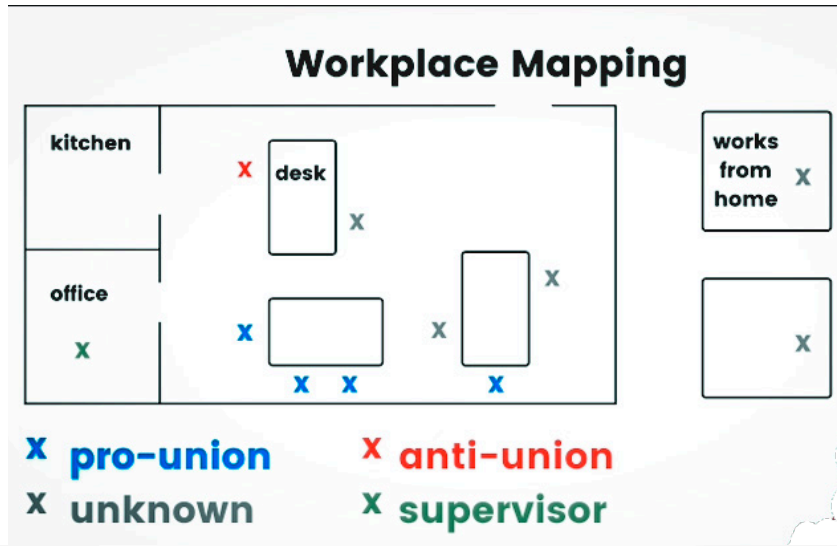 Workplace Mapping
kitchen
works
from
home
X
X
desk
X
X
office
X
X
X
X
X
X
X
X
X pro-union
X anti-union
X unknown
X supervisor